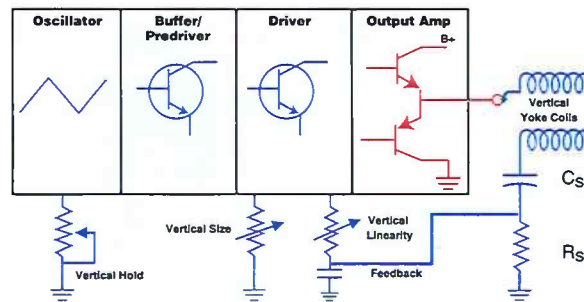 Oscillator
Buffer/
Predriver
Driver
Output Amp
B+
Vertical
Yoke Coils
CS
Vertical Size
Vertical
Linearity
RS
Vertical Hold
Feedback